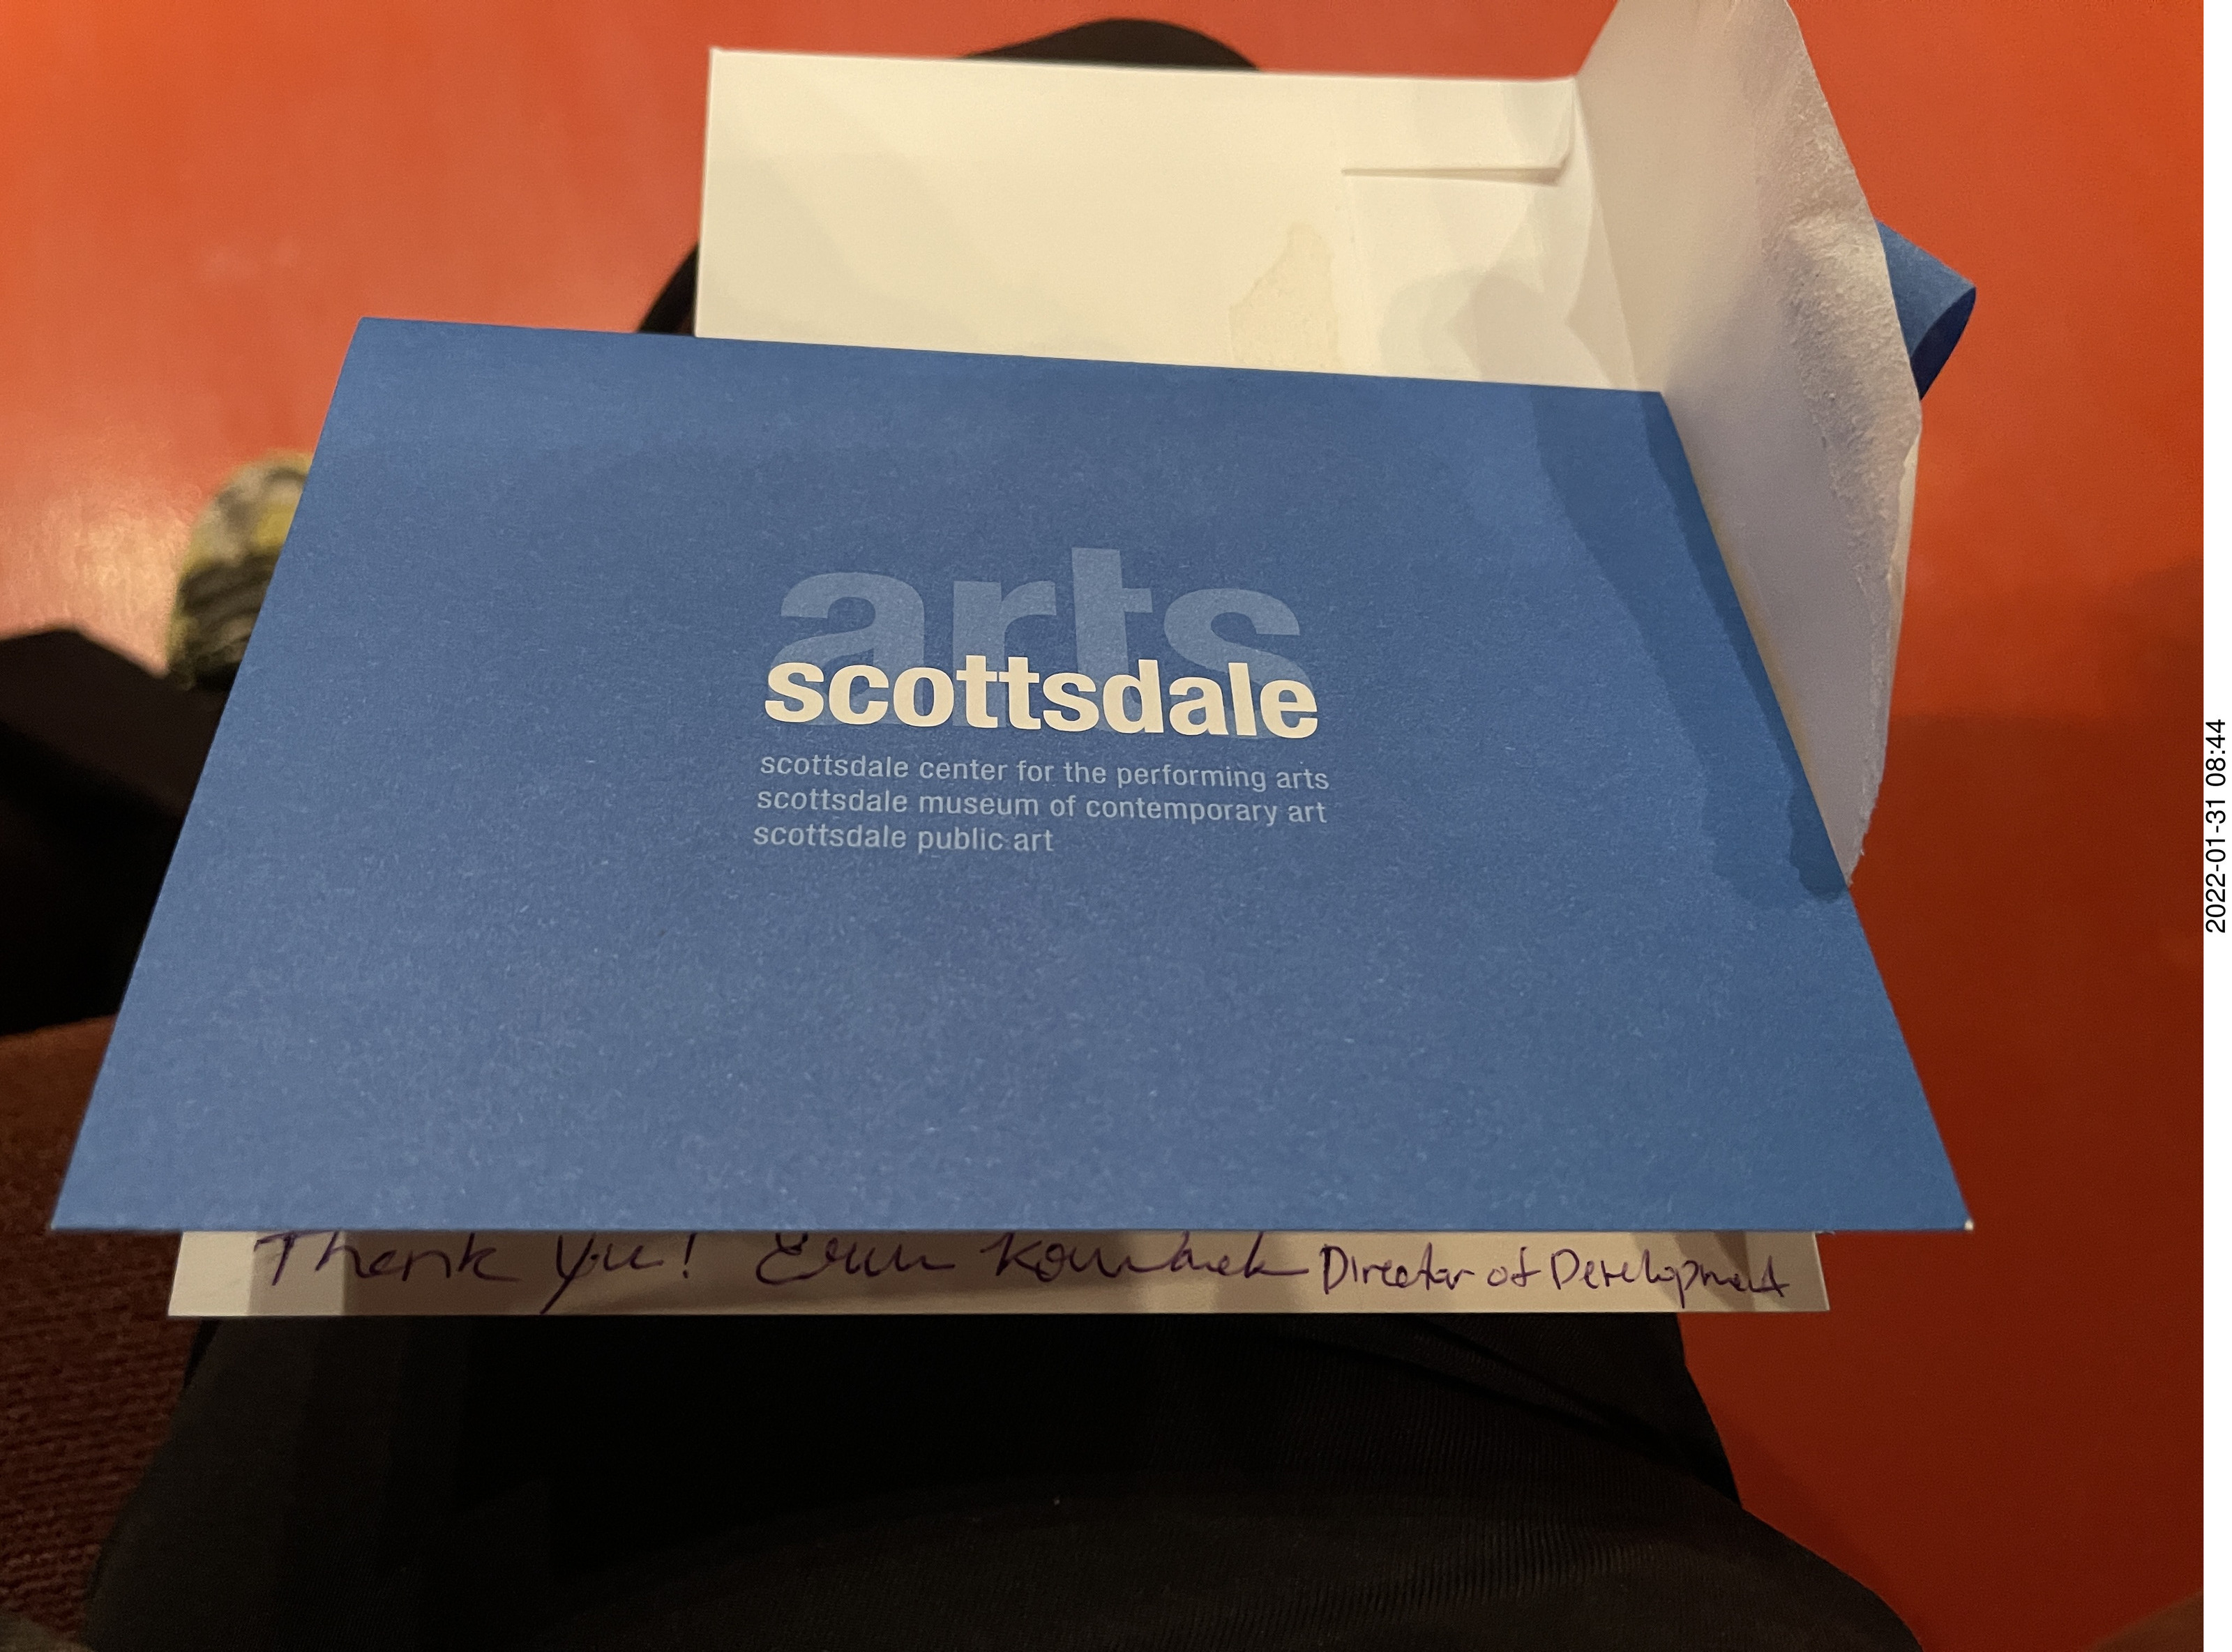 arts
scottsdale
scottsdale center for the performing arts
scottsdale museum of contemporary art
scottsdale public art
Thank you! Erin Director of Development
2022-01-31 08:44